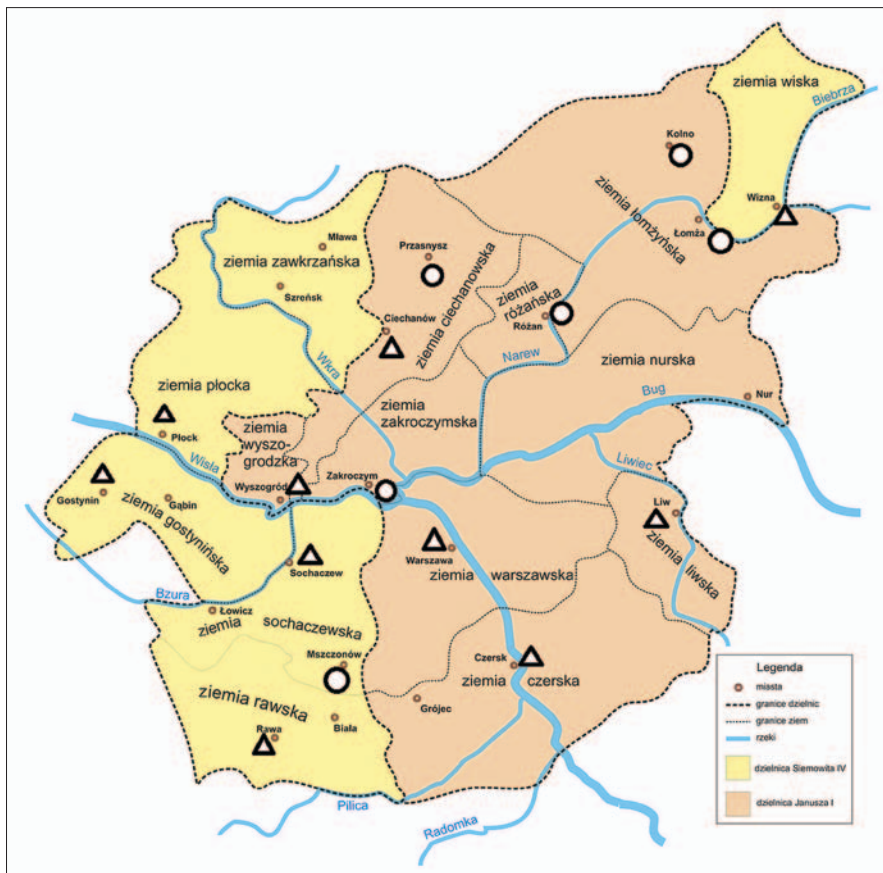 ziemia wiska
Biebrza
Kolno
ziemia łomżyńska
Wizna
Łomża
Mława
ziemia zawkrzańska
Szreńsk
Przasnysz
ziemia ciechanowska
Ciechanów
ziemia
różańska
Różan
Narew
ziemia nurska
Nur
Bug
Wkra
ziemia płocka
Płock
ziemia
wyszo-
grodzka
ziemia
zakroczymska
Wisła
Wyszogród
Zakroczym
Gostynin
Gąbin
ziemia gostynińska
Liwiec
Liw
ziemia liwska
Warszawa
ziemia warszawska
Sochaczew
Bzura
Łowicz
ziemia sochaczewska
Mszczonów
ziemia rawska
Rawa
Biała
Czersk
ziemia czerska
Grójec
Pilica
Radomka
Legenda
miasta
granice dzielnic
granice ziem
rzeki
dzielnica Siemowita IV
dzielnica Janusza I